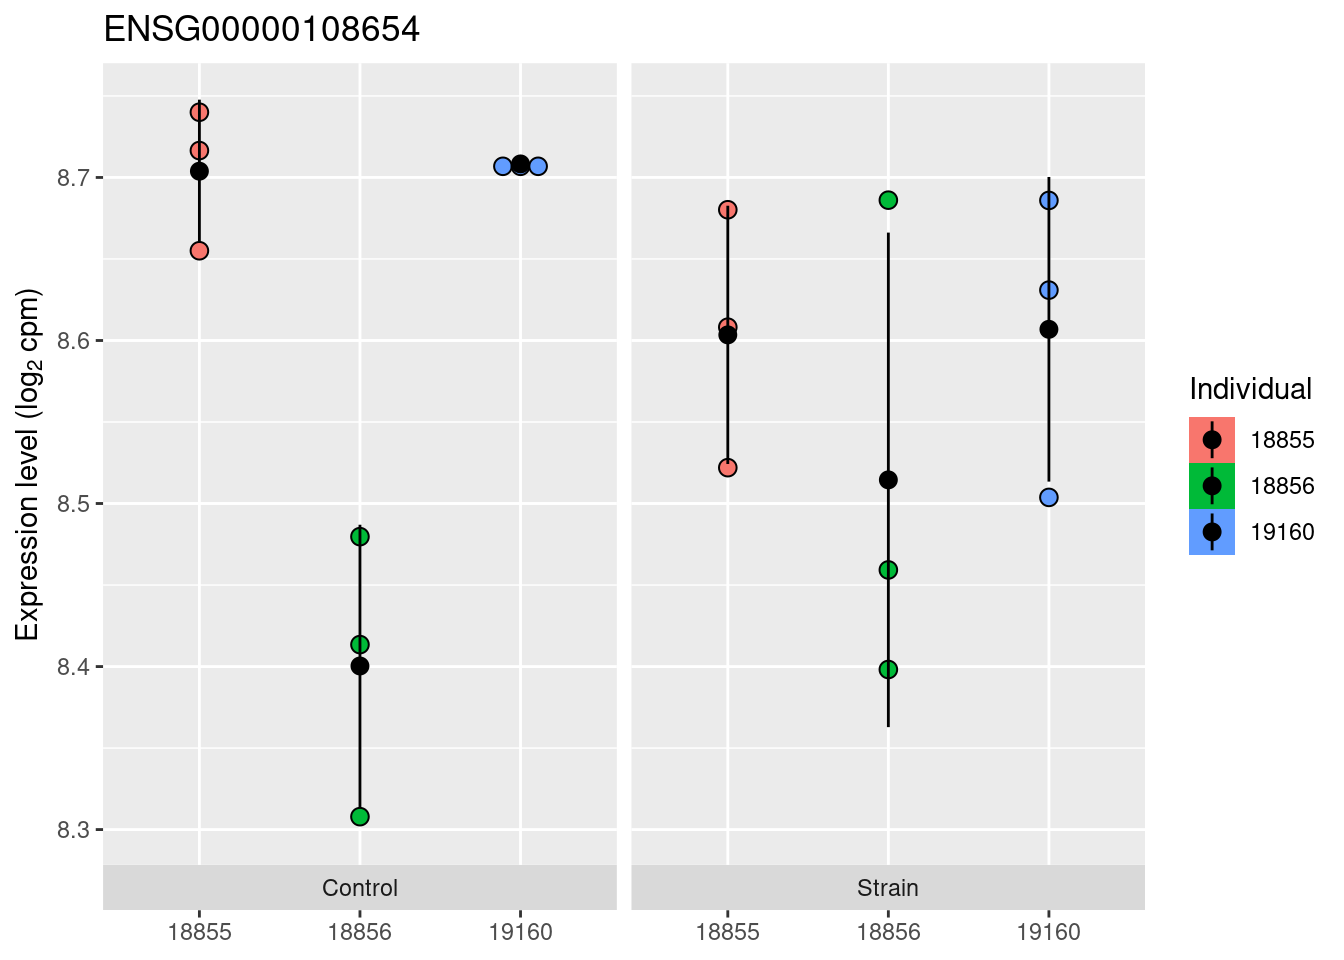 ENSG00000108654
Expression level (log₂ cpm)
8.7
8.6
8.5
8.4
8.3
Control
Strain
18855
18856
19160
18855
18856
19160
Individual
18855
18856
19160